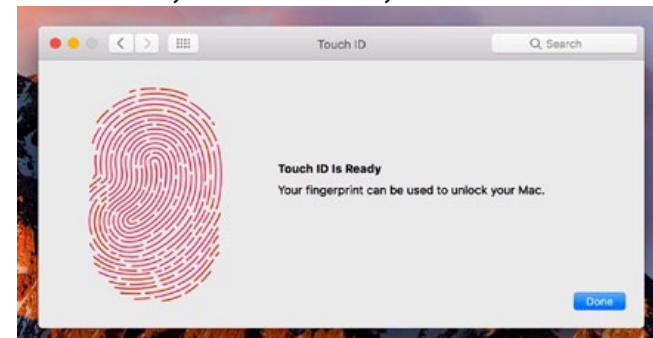 Touch ID
Search
Touch ID Is Ready
Your fingerprint can be used to unlock your Mac.
Done